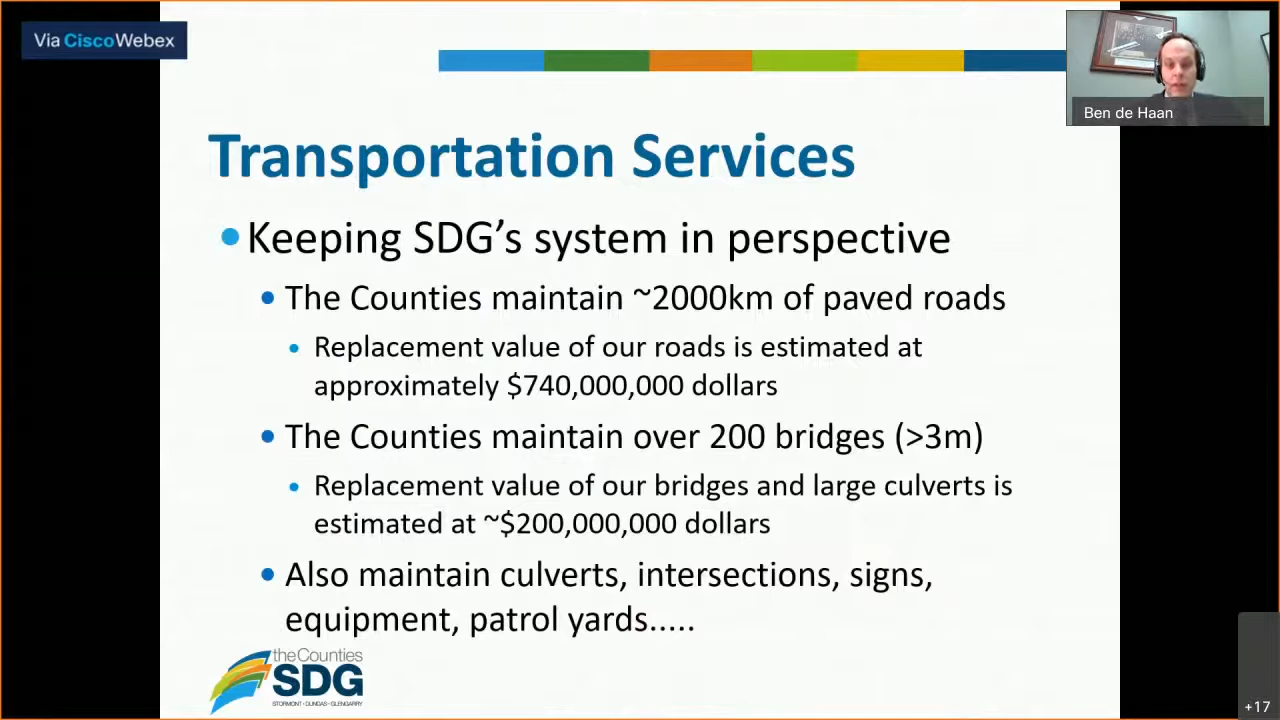 Via Cisco Webex
Ben de Haan
Transportation Services
Keeping SDG's system in perspective
The Counties maintain ~2000km of paved roads
Replacement value of our roads is estimated at
approximately $740,000,000 dollars
The Counties maintain over 200 bridges (>3m)
Replacement value of our bridges and large culverts is
estimated at ~$200,000,000 dollars
Also maintain culverts, intersections, signs,
equipment, patrol yards.....
theCounties
SDG
STORMONT · DUNDAS · GLENGARRY
+17